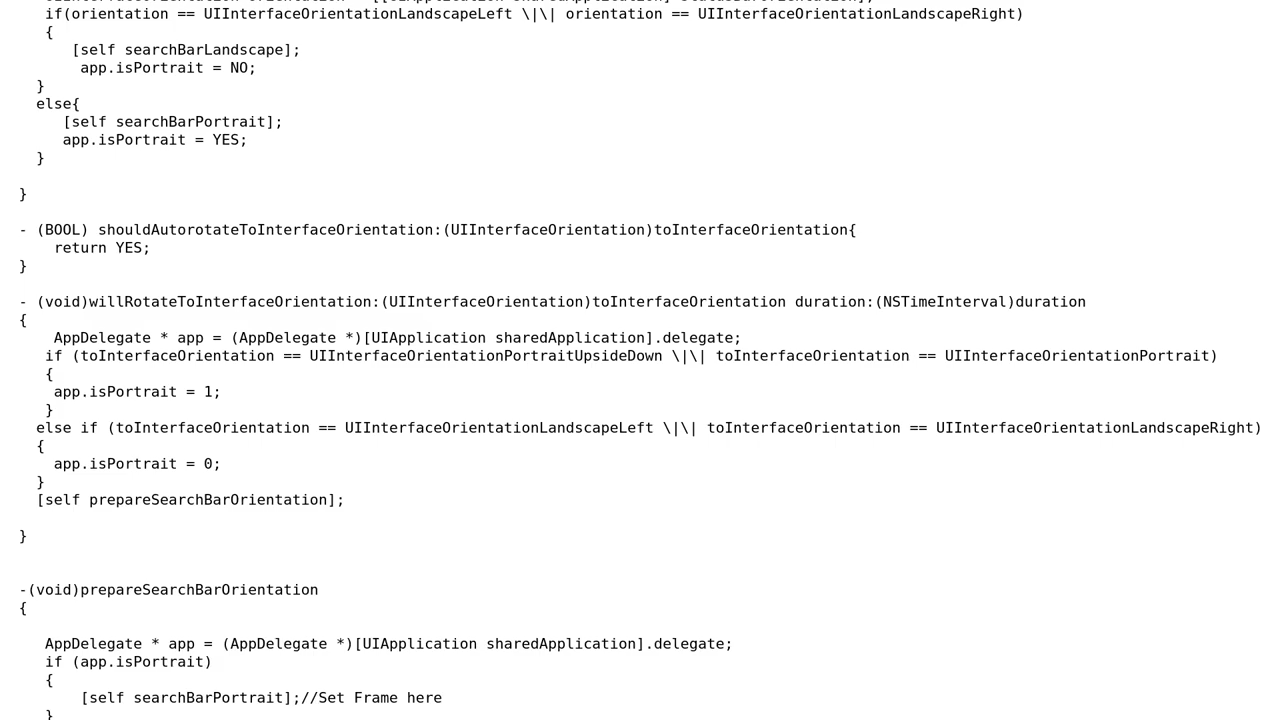 if(orientation == UIInterfaceOrientationLandscapeLeft \|\| orientation == UIInterfaceOrientationLandscapeRight)
{
[self searchBarLandscape];
app.isPortrait = NO;
}
else{
[self searchBarPortrait];
app.isPortrait = YES;
}
}
- (BOOL) shouldAutorotateToInterfaceOrientation:(UIInterfaceOrientation)toInterfaceOrientation{
return YES;
}
- (void)willRotateToInterfaceOrientation:(UIInterfaceOrientation)toInterfaceOrientation duration:(NSTimeInterval)duration
{
AppDelegate * app = (AppDelegate *)[UIApplication sharedApplication].delegate;
if (toInterfaceOrientation == UIInterfaceOrientationPortraitUpsideDown \|\| toInterfaceOrientation == UIInterfaceOrientationPortrait)
{
app.isPortrait = 1;
}
else if (toInterfaceOrientation == UIInterfaceOrientationLandscapeLeft \|\| toInterfaceOrientation == UIInterfaceOrientationLandscapeRight)
{
app.isPortrait = 0;
}
[self prepareSearchBarOrientation];
}
-(void)prepareSearchBarOrientation
{
AppDelegate * app = (AppDelegate *)[UIApplication sharedApplication].delegate;
if (app.isPortrait)
{
[self searchBarPortrait];//Set Frame here
}